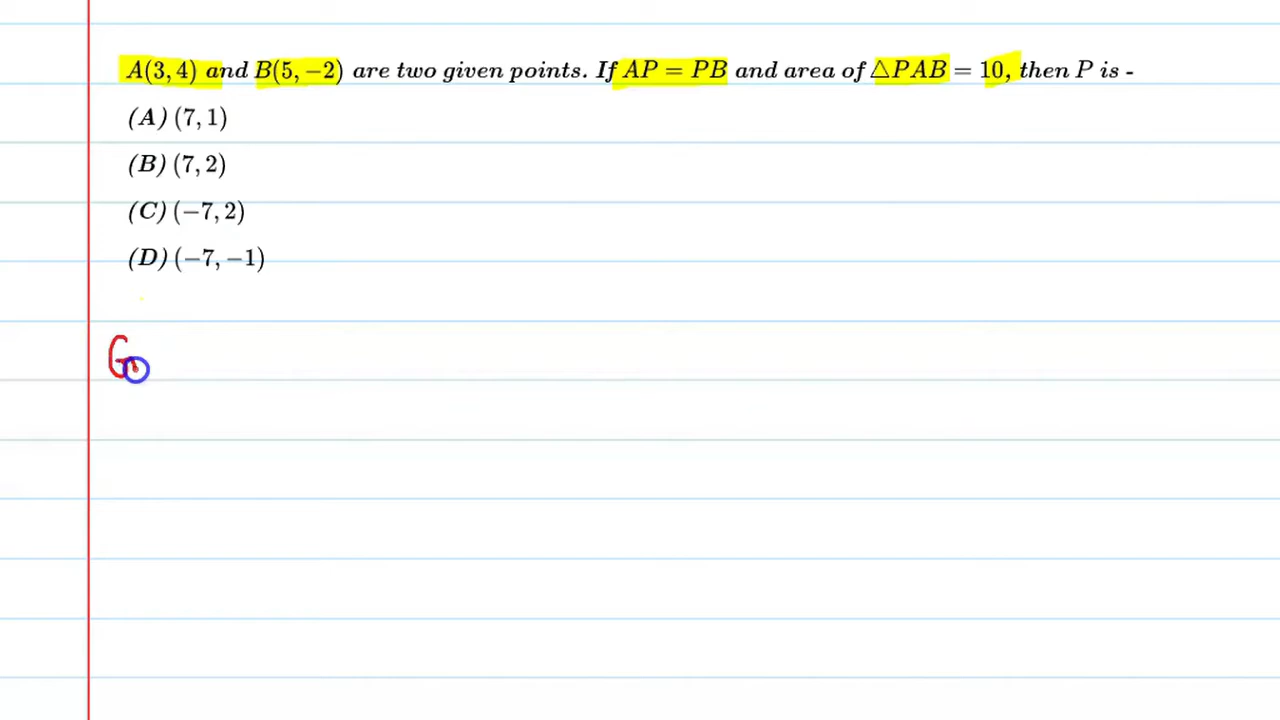 A(3, 4) and B(5, −2) are two given points. If AP = PB and area of △PAB = 10, then P is -
(A) (7, 1)
(B) (7, 2)
(C) (−7, 2)
(D) (−7, −1)
G